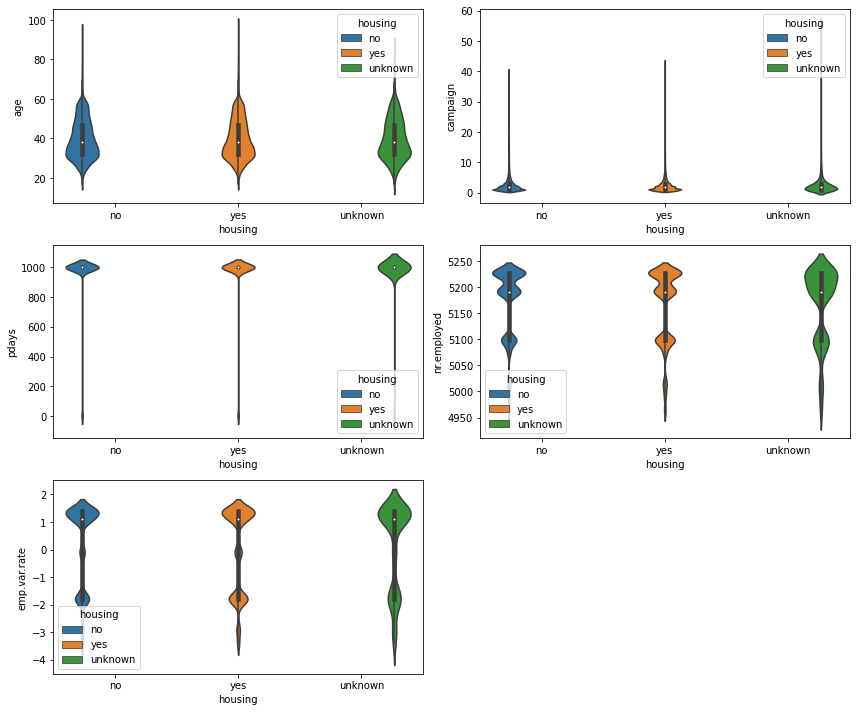 100
80
60
40
20
age
housing
no
yes
unknown
no
yes
unknown
housing
60
50
40
30
20
10
0
campaign
housing
no
yes
unknown
no
yes
unknown
housing
1000
800
600
400
200
0
pdays
housing
no
yes
unknown
no
yes
unknown
housing
5250
5200
5150
5100
5050
5000
4950
nr.employed
housing
no
yes
unknown
no
yes
unknown
housing
2
1
0
−1
−2
−3
−4
emp.var.rate
housing
no
yes
unknown
no
yes
unknown
housing